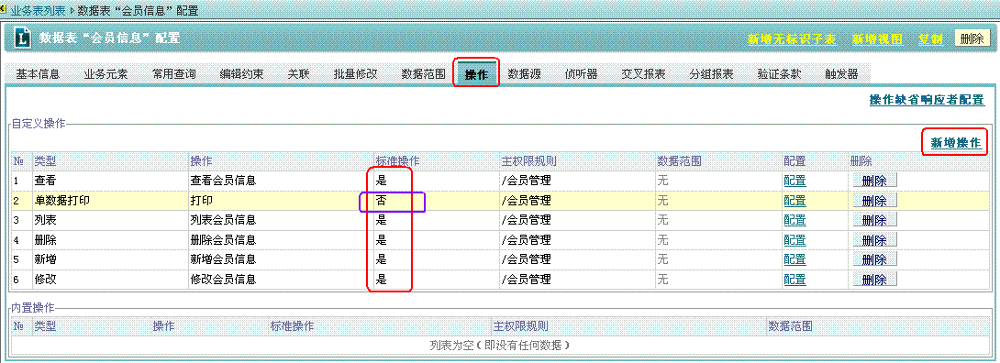 业务表列表 数据表“会员信息”配置
数据表“会员信息”配置 新增无标识子表 新增视图 复制 删除
基本信息 业务元素 常用查询 编辑约束 关联 批量修改 数据范围 操作 数据源 侦听器 交叉报表 分组报表 验证条款 触发器
操作缺省响应者配置
自定义操作
新增操作
№ 类型 操作 标准操作 主权限规则 数据范围 配置 删除
1 查看 查看会员信息 是 /会员管理 无 配置 删除
2 单数据打印 打印 否 /会员管理 无 配置 删除
3 列表 列表会员信息 是 /会员管理 无 配置 删除
4 删除 删除会员信息 是 /会员管理 无 配置 删除
5 新增 新增会员信息 是 /会员管理 无 配置 删除
6 修改 修改会员信息 是 /会员管理 无 配置 删除
内置操作
№ 类型 操作 标准操作 主权限规则 数据范围
列表为空(即没有任何数据)